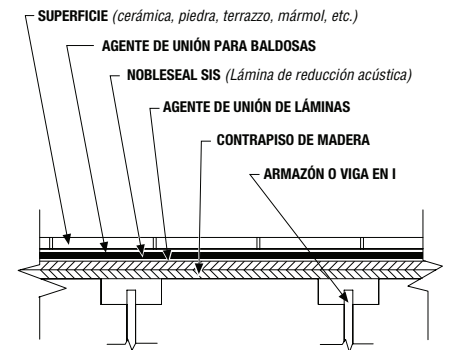 SUPERFICIE (cerámica, piedra, terrazzo, mármol, etc.)
AGENTE DE UNIÓN PARA BALDOSAS
NOBLESEAL SIS (Lámina de reducción acústica)
AGENTE DE UNIÓN DE LÁMINAS
CONTRAPISO DE MADERA
ARMAZÓN O VIGA EN I